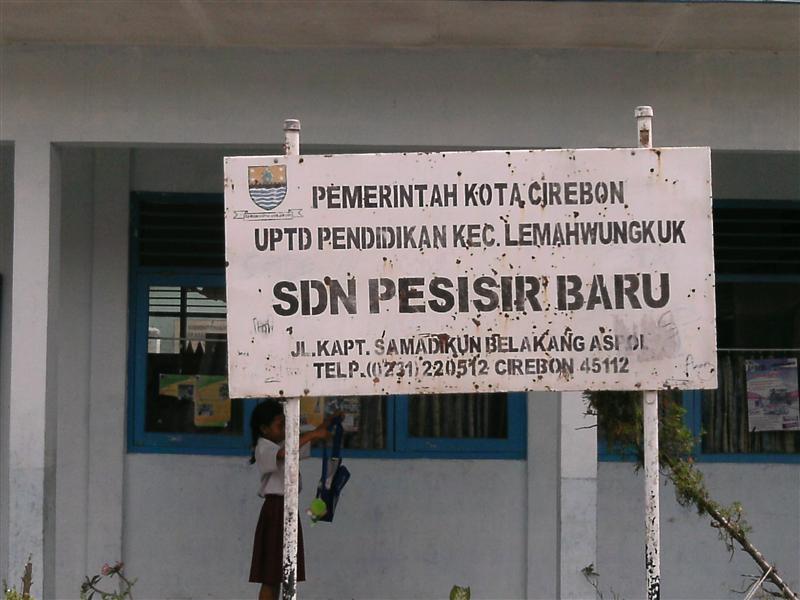 PEMERINTAH KOTA CIREBON
UPTD PENDIDIKAN KEC. LEMAHWUNGKUK
SDN PESISIR BARU
JL.KAPT. SAMADIKUN BELAKANG ASPOL
TELP.(0231) 220512 CIREBON 45112